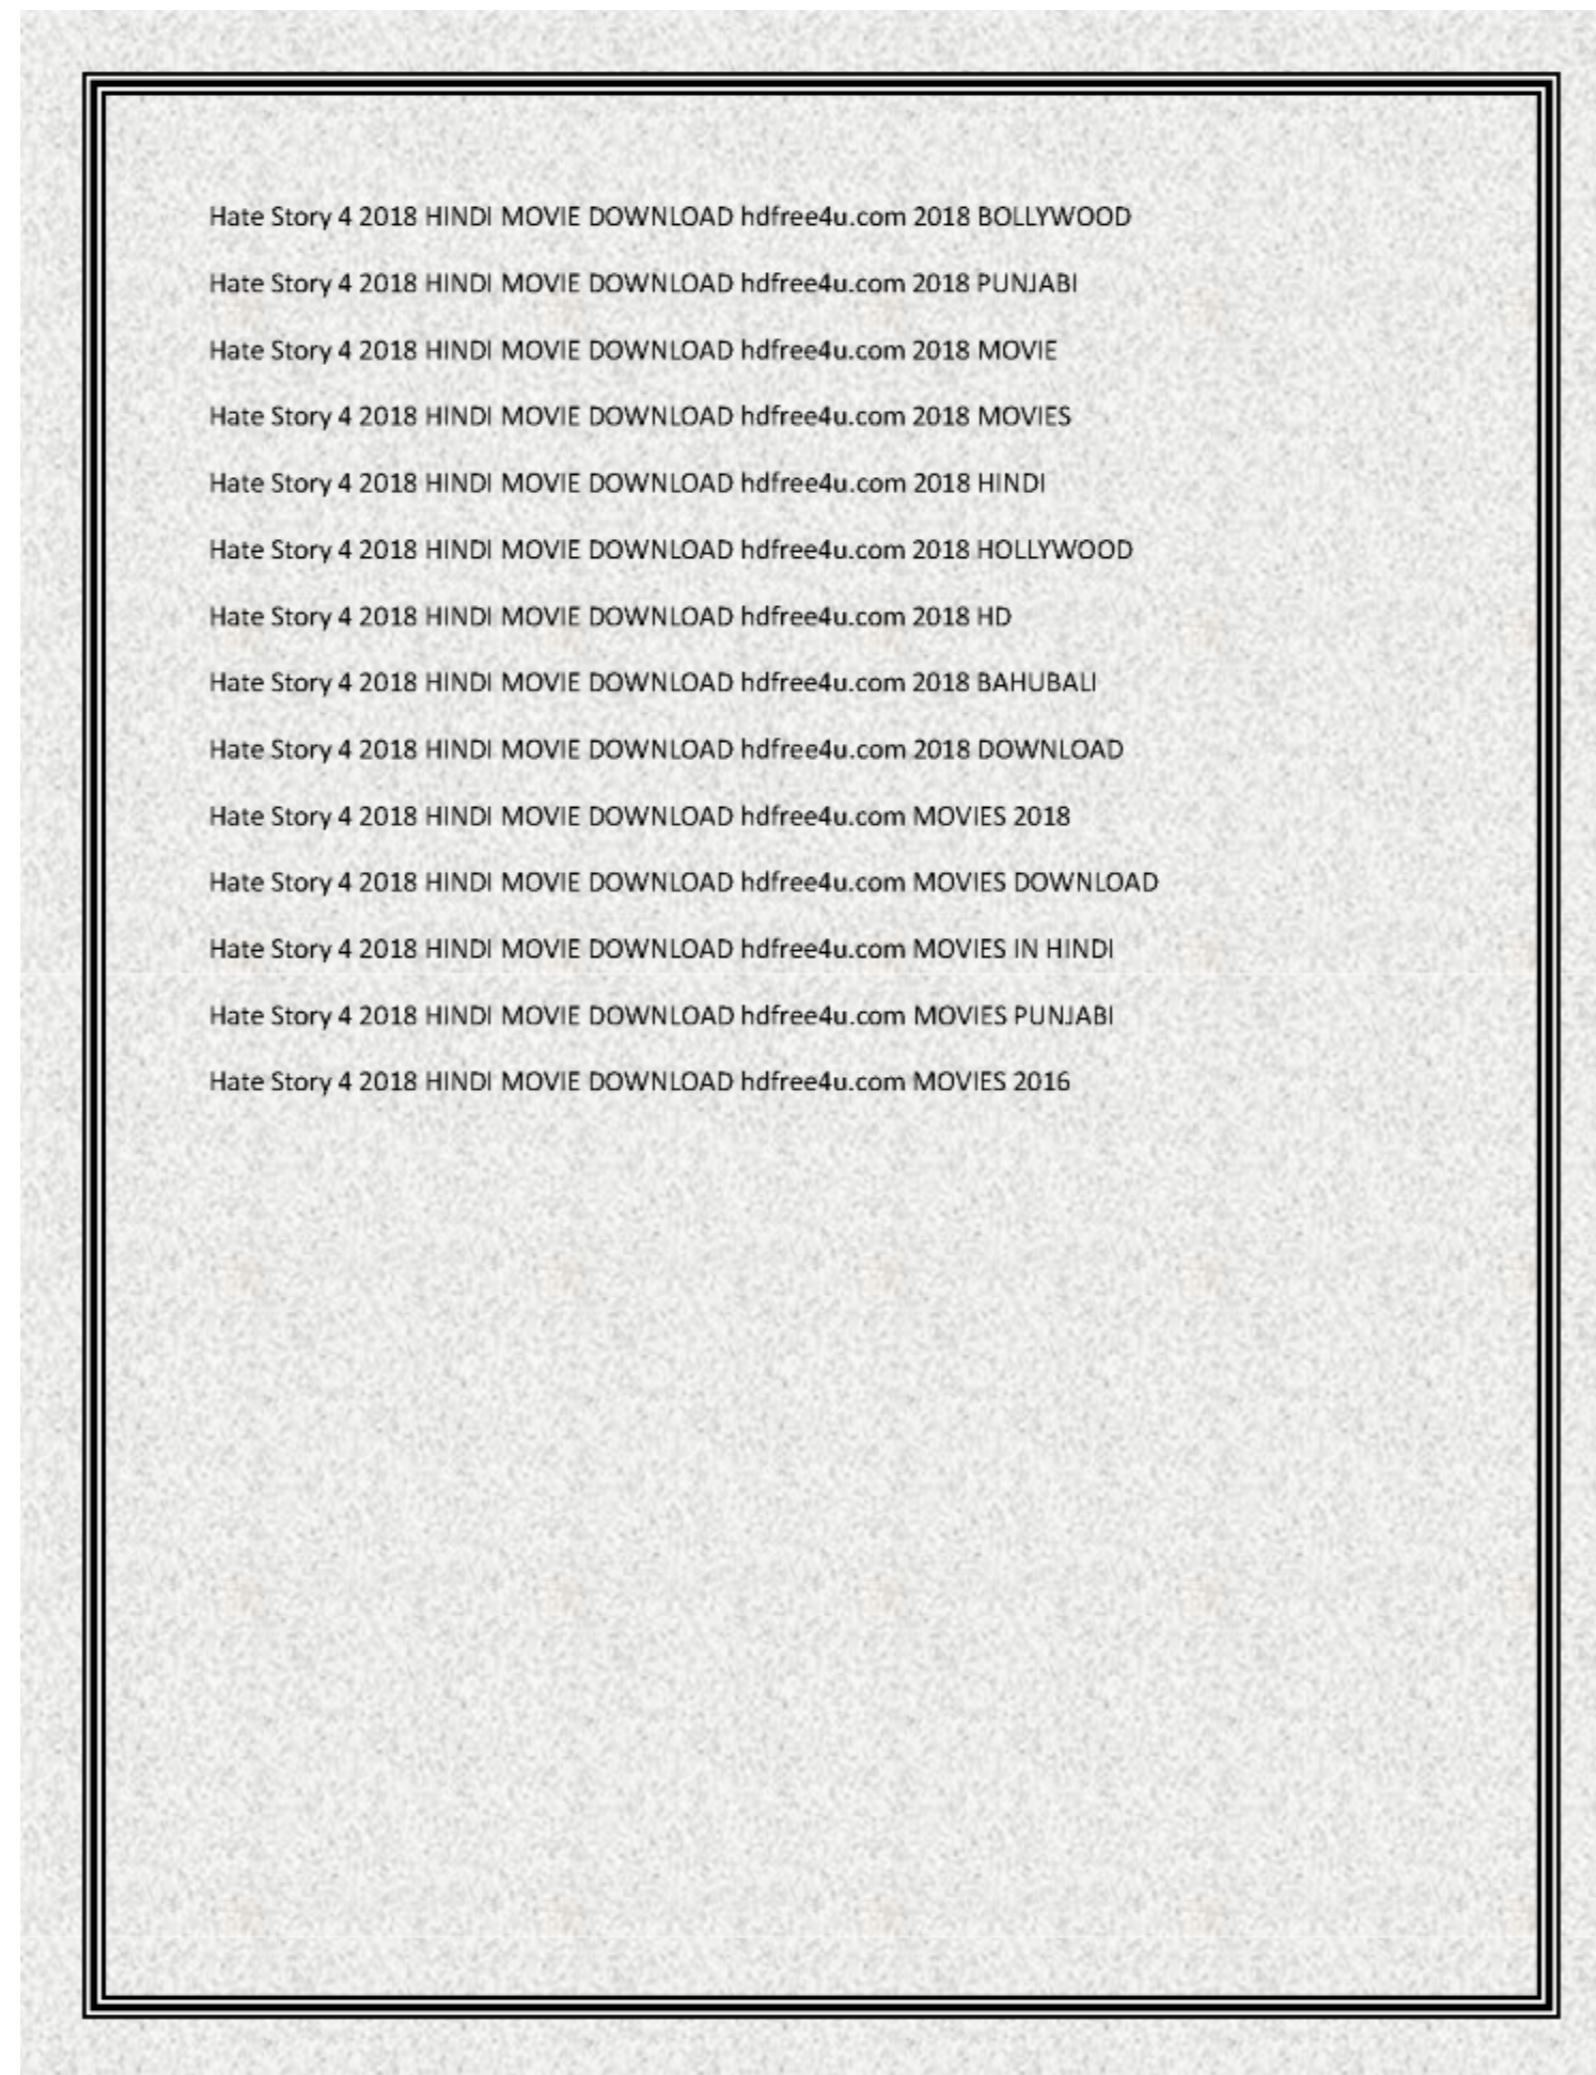 Hate Story 4 2018 HINDI MOVIE DOWNLOAD hdfree4u.com 2018 BOLLYWOOD
Hate Story 4 2018 HINDI MOVIE DOWNLOAD hdfree4u.com 2018 PUNJABI
Hate Story 4 2018 HINDI MOVIE DOWNLOAD hdfree4u.com 2018 MOVIE
Hate Story 4 2018 HINDI MOVIE DOWNLOAD hdfree4u.com 2018 MOVIES
Hate Story 4 2018 HINDI MOVIE DOWNLOAD hdfree4u.com 2018 HINDI
Hate Story 4 2018 HINDI MOVIE DOWNLOAD hdfree4u.com 2018 HOLLYWOOD
Hate Story 4 2018 HINDI MOVIE DOWNLOAD hdfree4u.com 2018 HD
Hate Story 4 2018 HINDI MOVIE DOWNLOAD hdfree4u.com 2018 BAHUBALI
Hate Story 4 2018 HINDI MOVIE DOWNLOAD hdfree4u.com 2018 DOWNLOAD
Hate Story 4 2018 HINDI MOVIE DOWNLOAD hdfree4u.com MOVIES 2018
Hate Story 4 2018 HINDI MOVIE DOWNLOAD hdfree4u.com MOVIES DOWNLOAD
Hate Story 4 2018 HINDI MOVIE DOWNLOAD hdfree4u.com MOVIES IN HINDI
Hate Story 4 2018 HINDI MOVIE DOWNLOAD hdfree4u.com MOVIES PUNJABI
Hate Story 4 2018 HINDI MOVIE DOWNLOAD hdfree4u.com MOVIES 2016